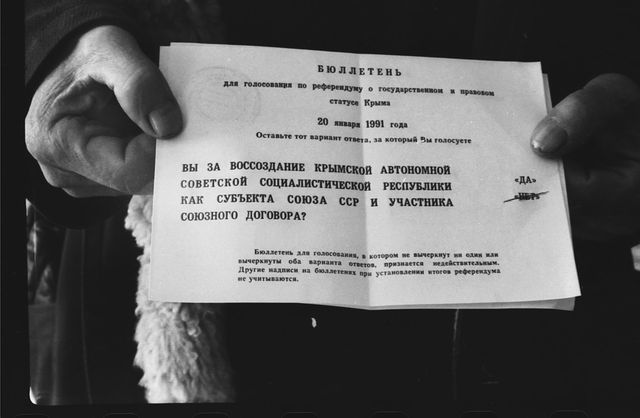 БЮЛЛЕТЕНЬ
для голосования по референдуму о государственном и правовом
статусе Крыма
20 января 1991 года
Оставьте тот вариант ответа, за который Вы голосуете
ВЫ ЗА ВОССОЗДАНИЕ КРЫМСКОЙ АВТОНОМНОЙ
СОВЕТСКОЙ СОЦИАЛИСТИЧЕСКОЙ РЕСПУБЛИКИ
КАК СУБЪЕКТА СОЮЗА ССР И УЧАСТНИКА
СОЮЗНОГО ДОГОВОРА?
«ДА»
«НЕТ»
Бюллетень для голосования, в котором не вычеркнут ни один или
вычеркнуты оба варианта ответов, признается недействительным.
Другие надписи на бюллетенях при установлении итогов референдума
не учитываются.